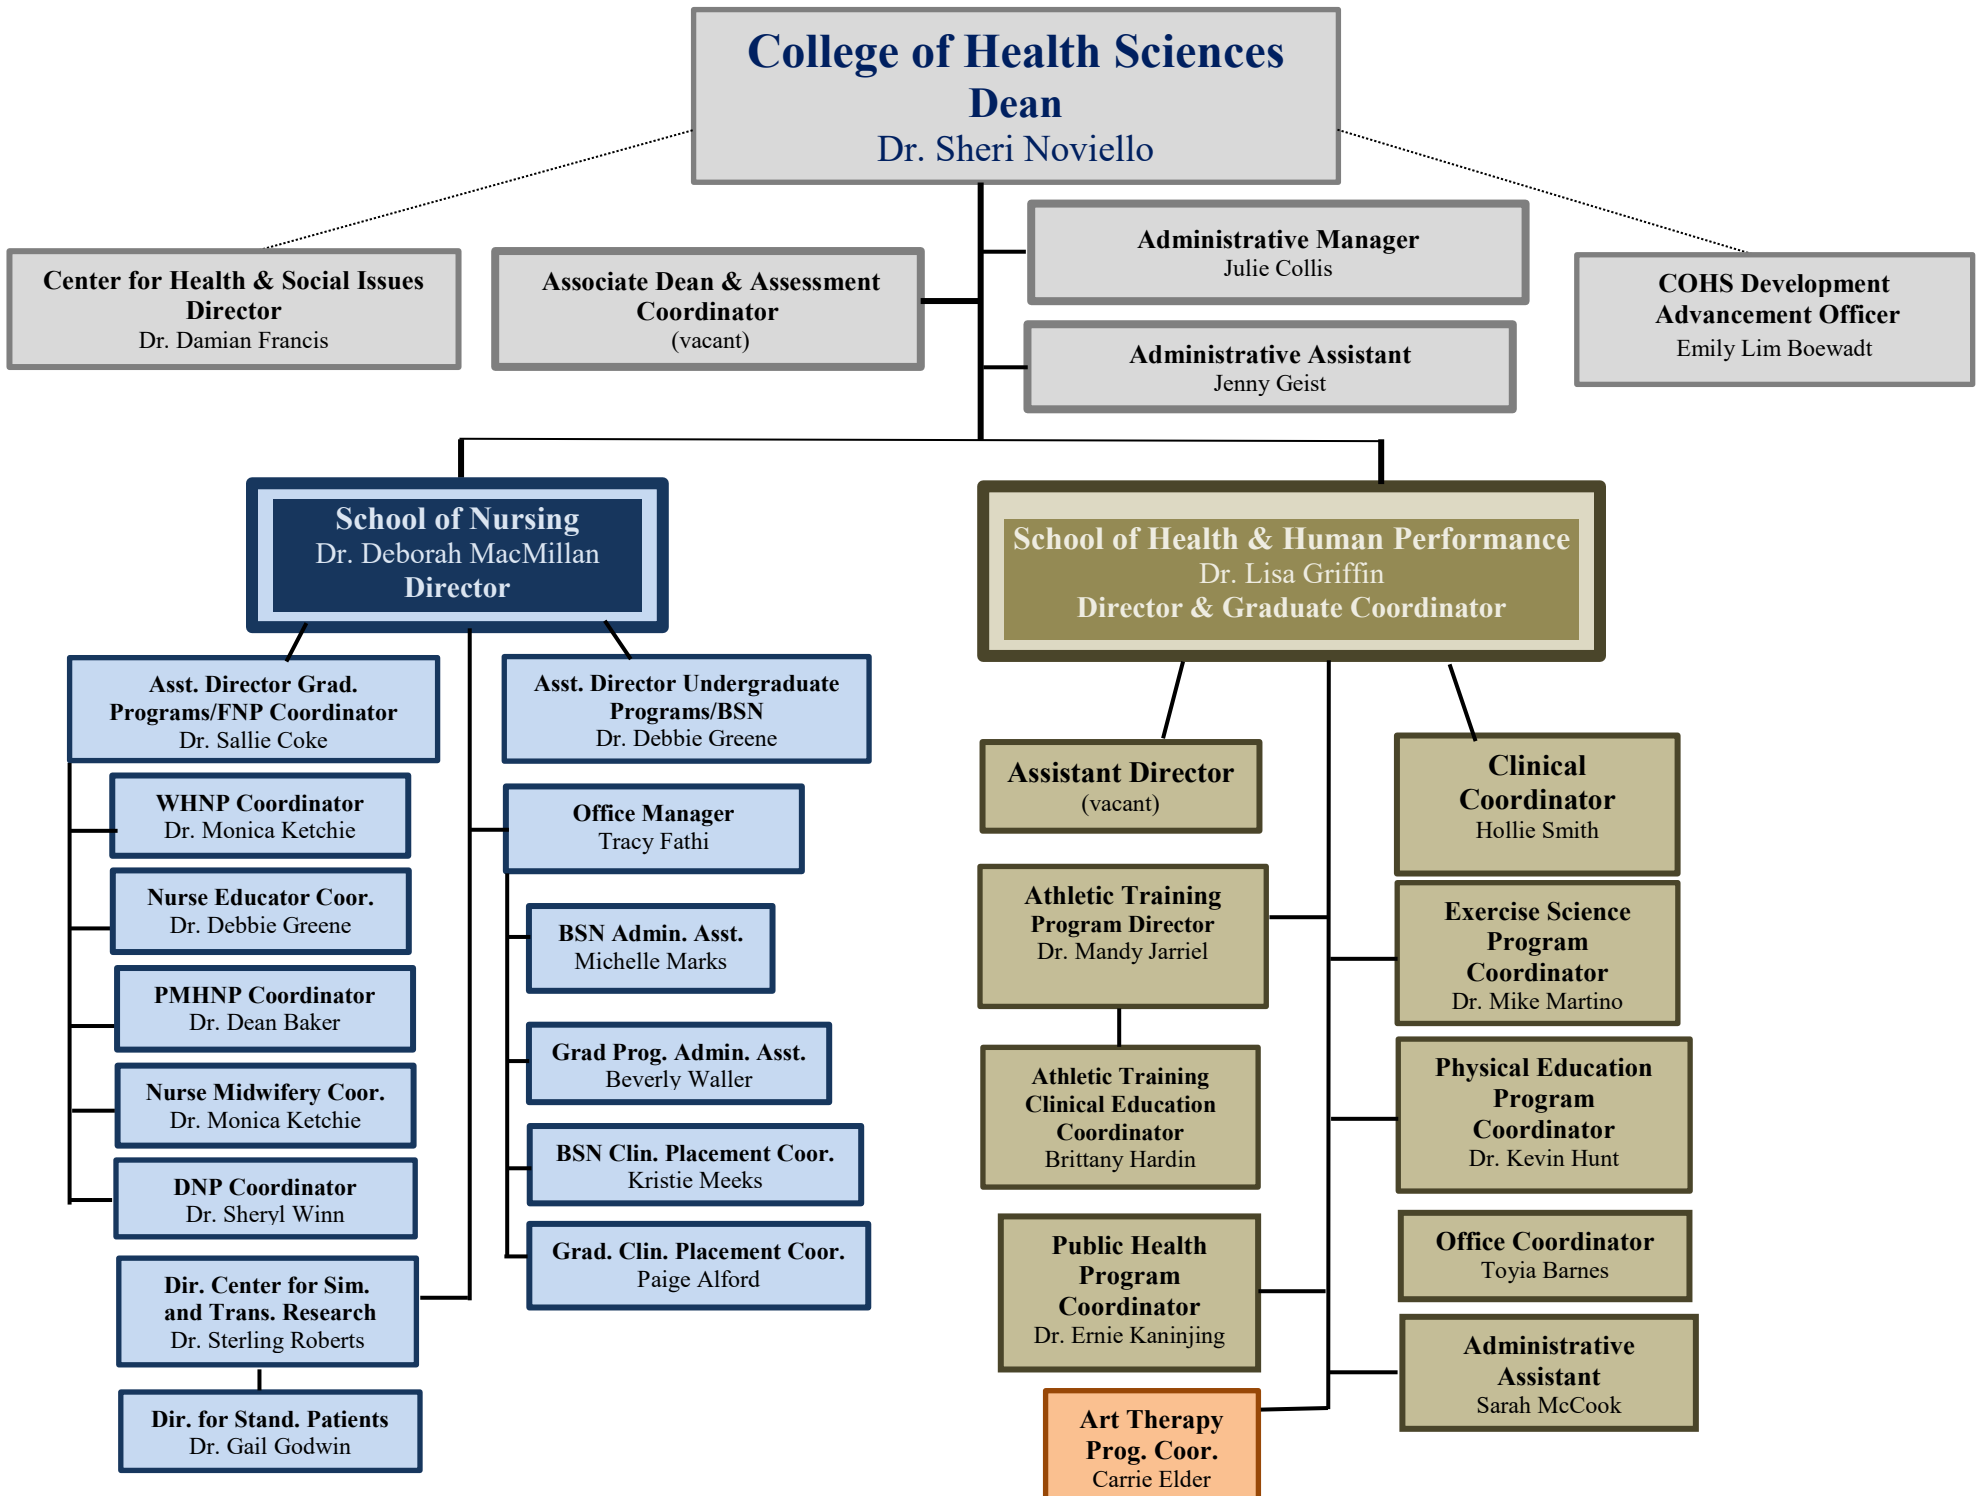 College of Health Sciences
Dean
Dr. Sheri Noviello
Center for Health & Social Issues
Director
Dr. Damian Francis
Associate Dean & Assessment
Coordinator
(vacant)
Administrative Manager
Julie Collis
Administrative Assistant
Jenny Geist
COHS Development
Advancement Officer
Emily Lim Boewadt
School of Nursing
Dr. Deborah MacMillan
Director
Asst. Director Grad.
Programs/FNP Coordinator
Dr. Sallie Coke
WHNP Coordinator
Dr. Monica Ketchie
Nurse Educator Coor.
Dr. Debbie Greene
PMHNP Coordinator
Dr. Dean Baker
Nurse Midwifery Coor.
Dr. Monica Ketchie
DNP Coordinator
Dr. Sheryl Winn
Dir. Center for Sim.
and Trans. Research
Dr. Sterling Roberts
Dir. for Stand. Patients
Dr. Gail Godwin
Asst. Director Undergraduate
Programs/BSN
Dr. Debbie Greene
Office Manager
Tracy Fathi
BSN Admin. Asst.
Michelle Marks
Grad Prog. Admin. Asst.
Beverly Waller
BSN Clin. Placement Coor.
Kristie Meeks
Grad. Clin. Placement Coor.
Paige Alford
School of Health & Human Performance
Dr. Lisa Griffin
Director & Graduate Coordinator
Assistant Director
(vacant)
Athletic Training
Program Director
Dr. Mandy Jarriel
Athletic Training
Clinical Education
Coordinator
Brittany Hardin
Public Health
Program
Coordinator
Dr. Ernie Kaninjing
Art Therapy
Prog. Coor.
Carrie Elder
Clinical
Coordinator
Hollie Smith
Exercise Science
Program
Coordinator
Dr. Mike Martino
Physical Education
Program
Coordinator
Dr. Kevin Hunt
Office Coordinator
Toyia Barnes
Administrative
Assistant
Sarah McCook